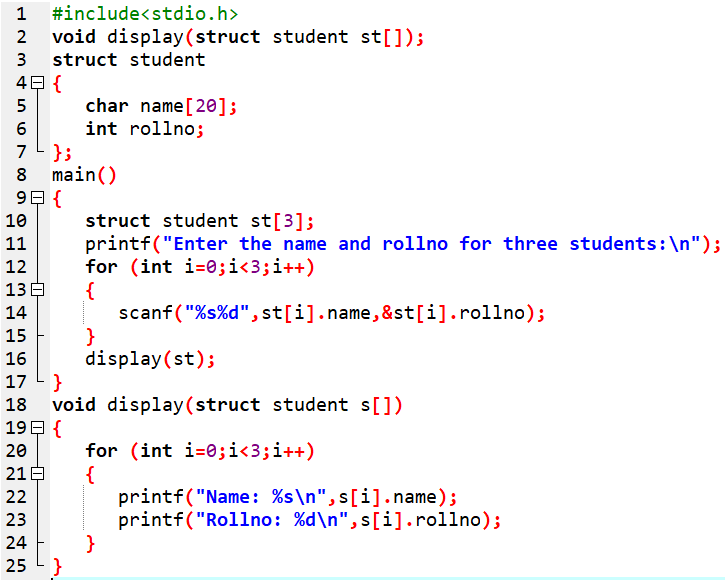 1 #include<stdio.h>
2 void display(struct student st[]);
3 struct student
4 {
5 char name[20];
6 int rollno;
7 };
8 main()
9 {
10 struct student st[3];
11 printf("Enter the name and rollno for three students:\n");
12 for (int i=0;i<3;i++)
13 {
14 scanf("%s%d",st[i].name,&st[i].rollno);
15 }
16 display(st);
17 }
18 void display(struct student s[])
19 {
20 for (int i=0;i<3;i++)
21 {
22 printf("Name: %s\n",s[i].name);
23 printf("Rollno: %d\n",s[i].rollno);
24 }
25 }